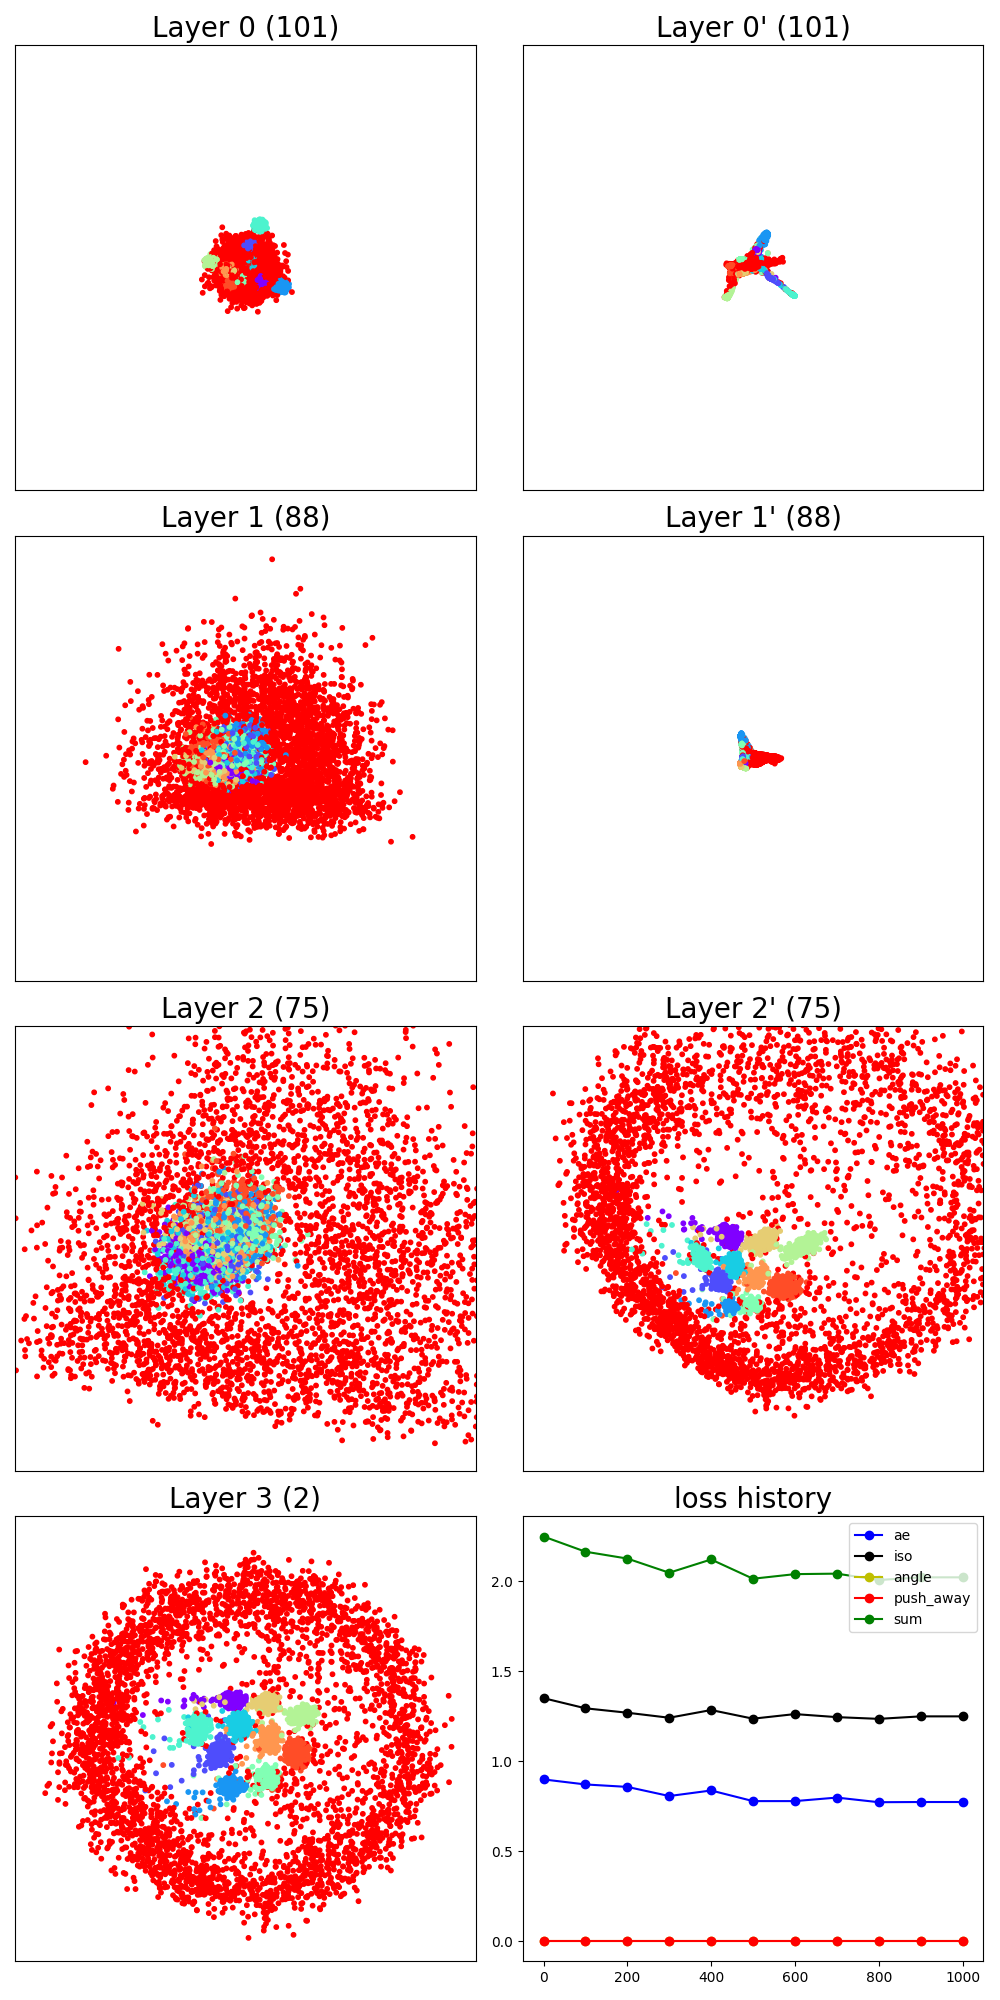 Layer 0 (101)
Layer 0' (101)
Layer 1 (88)
Layer 1' (88)
Layer 2 (75)
Layer 2' (75)
Layer 3 (2)
loss history
ae
iso
angle
push_away
sum
2.0
1.5
1.0
0.5
0.0
0 200 400 600 800 1000